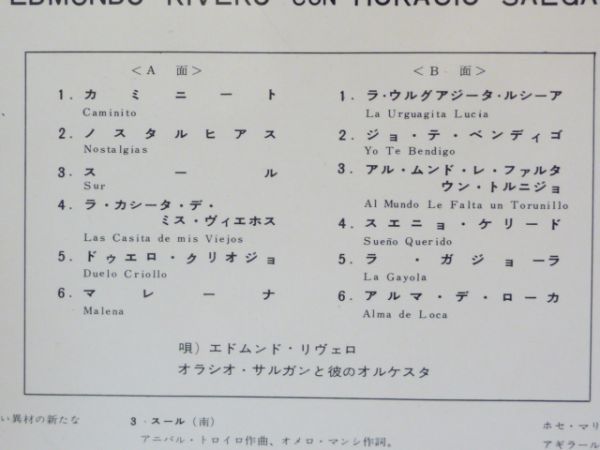 EDMUNDO RIVERO CON HORACIO SALGA
<A 面>
1. カミニート
Caminito
2. ノスタルヒアス
Nostalgias
3. スール
Sur
4. ラ・カシータ・デ・
ミス・ヴィエホス
Las Casita de mis Viejos
5. ドゥエロ・クリオジョ
Duelo Criollo
6. マレーナ
Malena
<B 面>
1. ラ・ウルグアジータ・ルシーア
La Urguagita Lucia
2. ジョ・テ・ベンディゴ
Yo Te Bendigo
3. アル・ムンド・レ・ファルタ
ウン・トルニジョ
Al Mundo Le Falta un Torunillo
4. スエニョ・ケリード
Sueño Querido
5. ラ・ガジョーラ
La Gayola
6. アルマ・デ・ローカ
Alma de Loca
唄）エドムンド・リヴェロ
オラシオ・サルガンと彼のオルケスタ
い異材の新たな
3 スール（南）
アニバル・トロイロ作曲、オメロ・マンシ作詞。
ホセ・マリ
アギラール